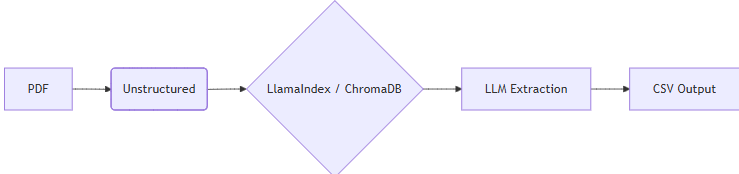 PDF
Unstructured
LlamaIndex / ChromaDB
LLM Extraction
CSV Output